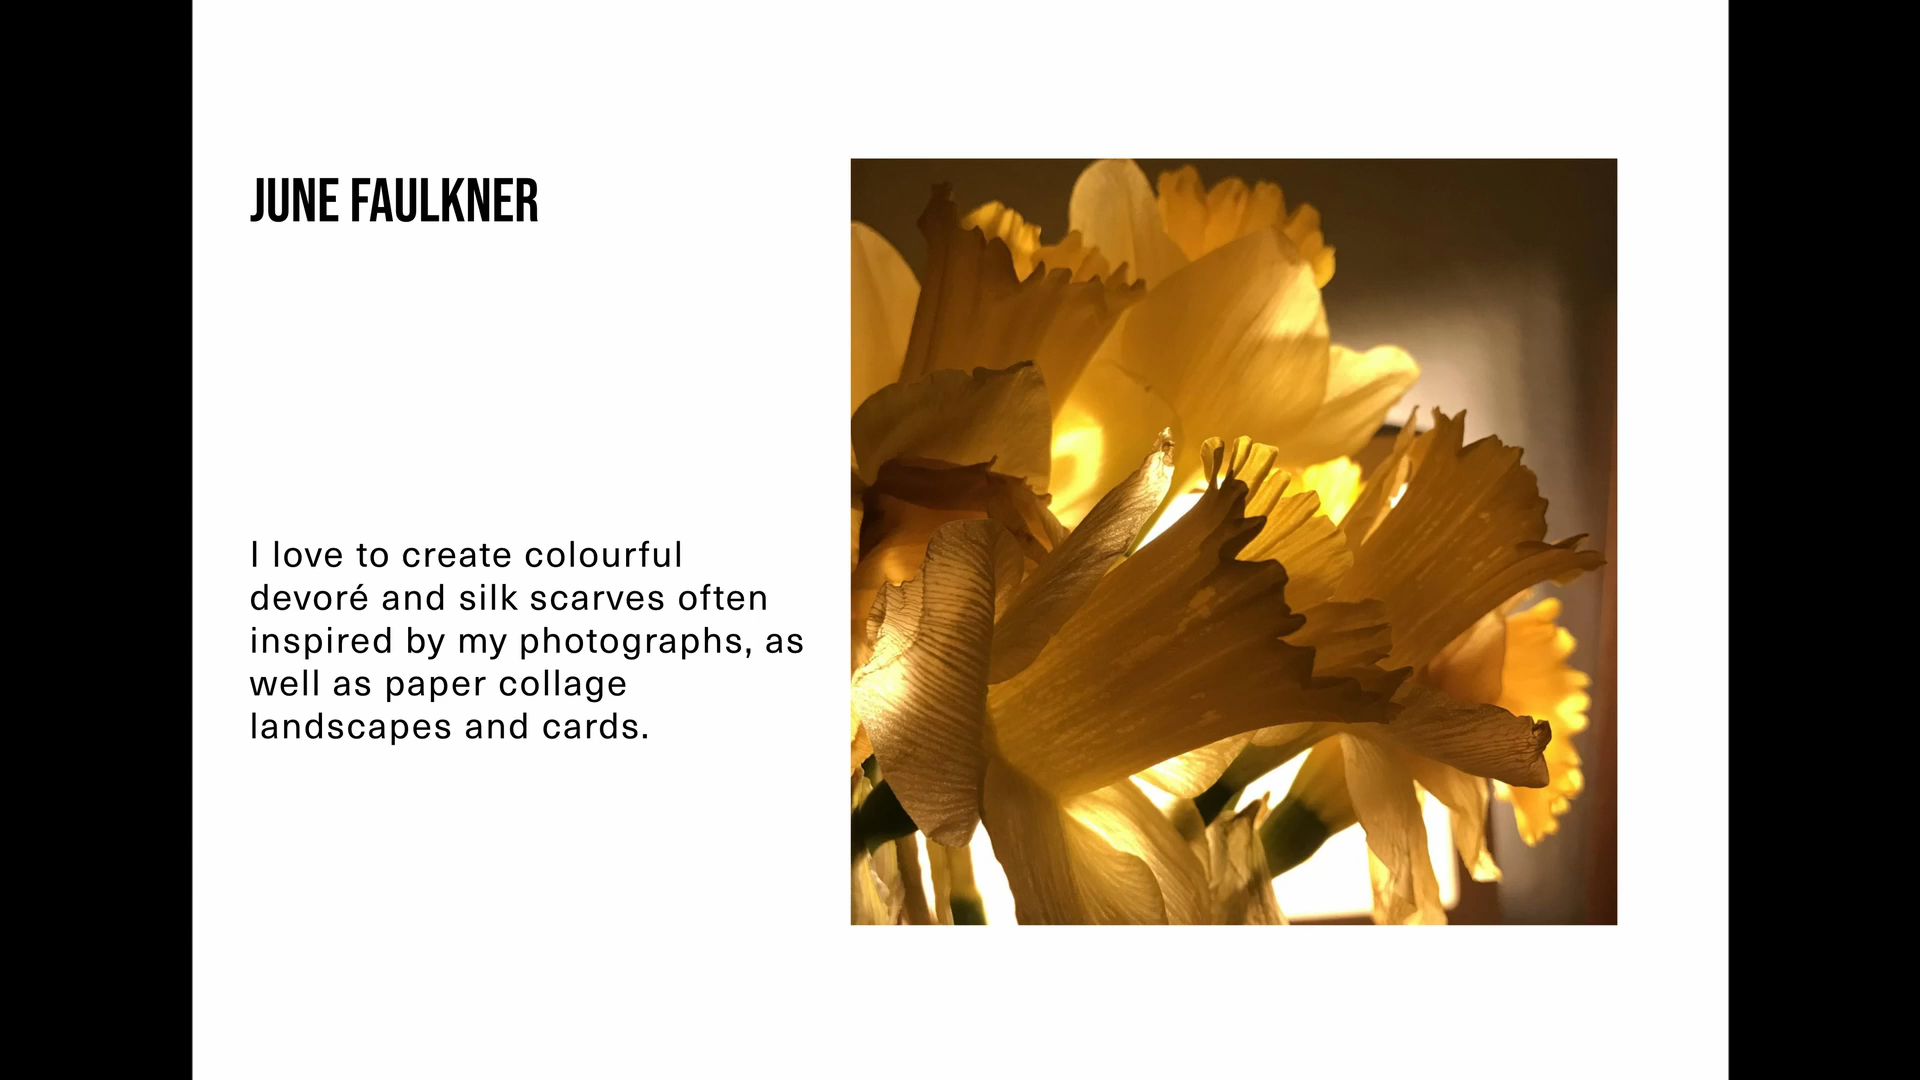 JUNE FAULKNER
I love to create colourful
devoré and silk scarves often
inspired by my photographs, as
well as paper collage
landscapes and cards.